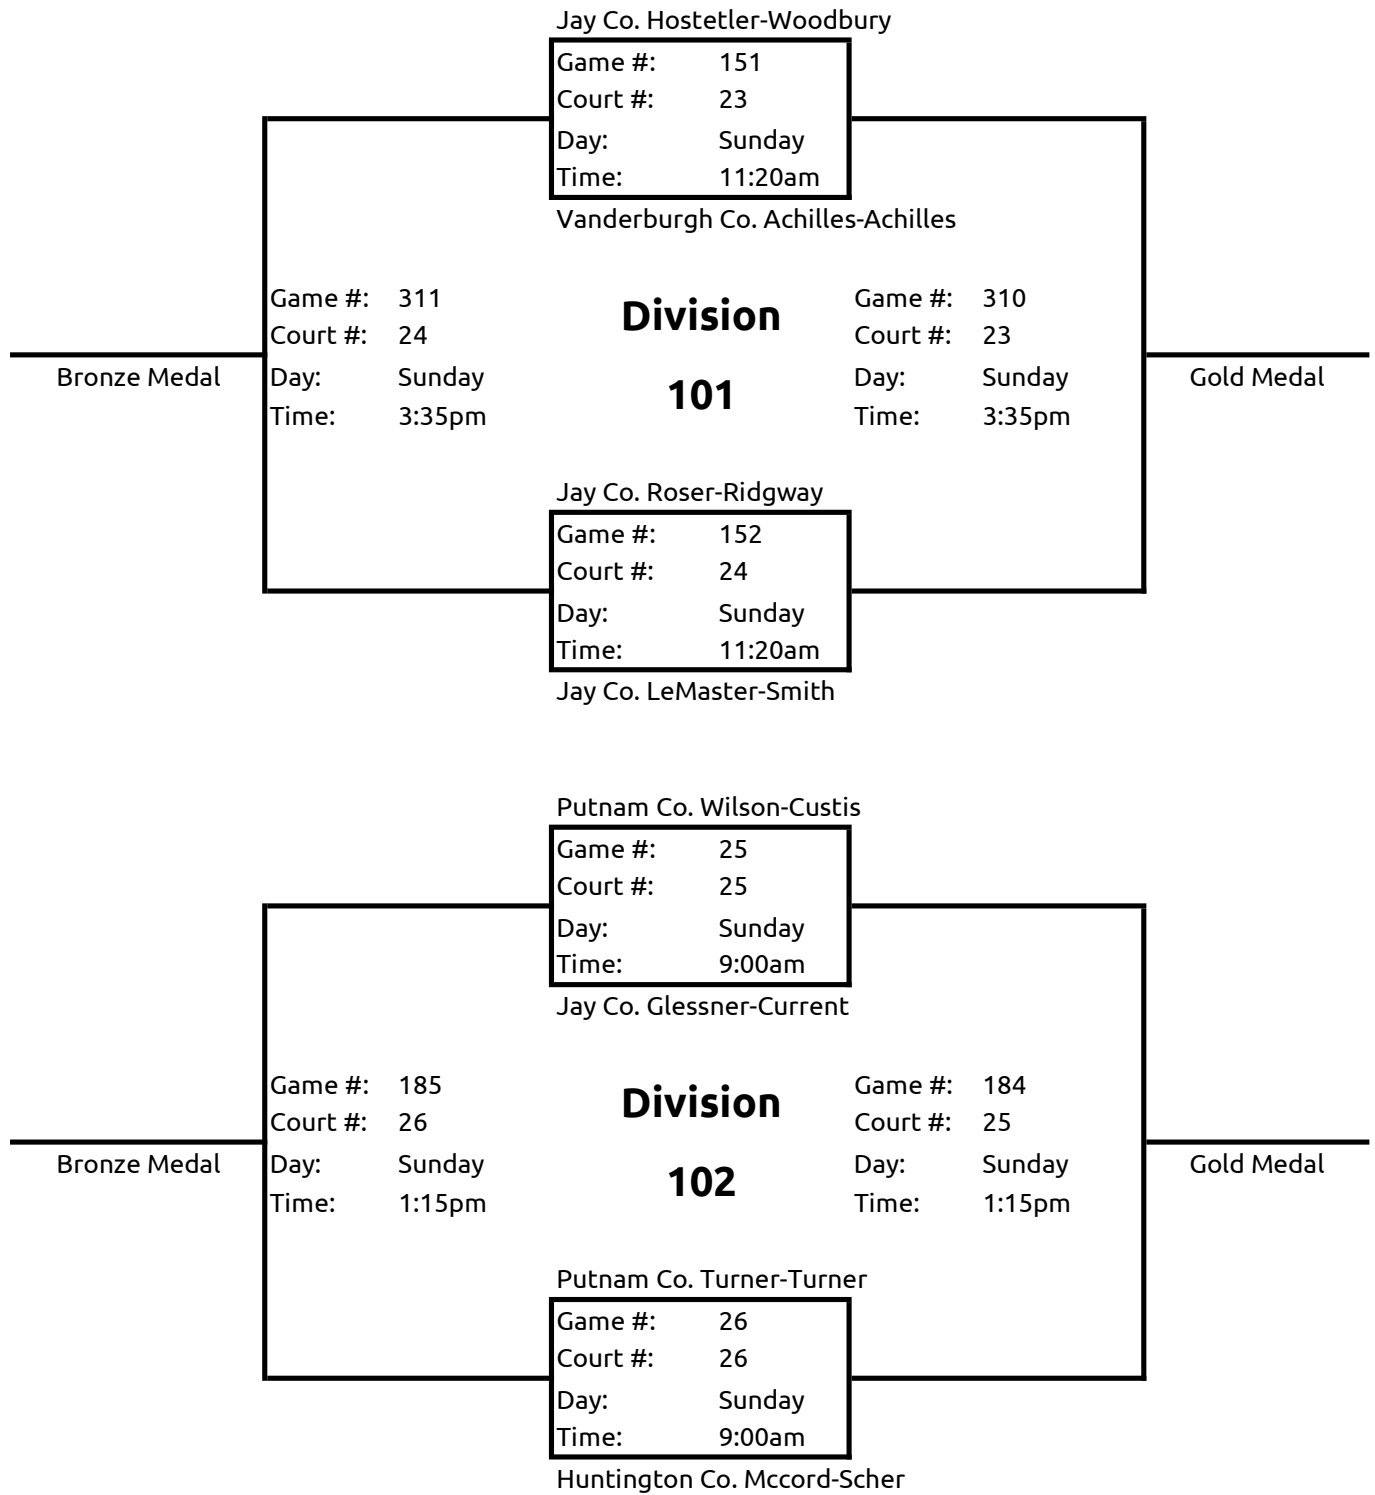 Jay Co. Hostetler-Woodbury
Game #: 151
Court #: 23
Day: Sunday
Time: 11:20am
Vanderburgh Co. Achilles-Achilles
Game #: 311
Court #: 24
Bronze Medal
Day: Sunday
Time: 3:35pm
Division
101
Game #: 310
Court #: 23
Day: Sunday
Time: 3:35pm
Gold Medal
Jay Co. Roser-Ridgway
Game #: 152
Court #: 24
Day: Sunday
Time: 11:20am
Jay Co. LeMaster-Smith
Putnam Co. Wilson-Custis
Game #: 25
Court #: 25
Day: Sunday
Time: 9:00am
Jay Co. Glessner-Current
Game #: 185
Court #: 26
Bronze Medal
Day: Sunday
Time: 1:15pm
Division
102
Game #: 184
Court #: 25
Day: Sunday
Time: 1:15pm
Gold Medal
Putnam Co. Turner-Turner
Game #: 26
Court #: 26
Day: Sunday
Time: 9:00am
Huntington Co. Mccord-Scher